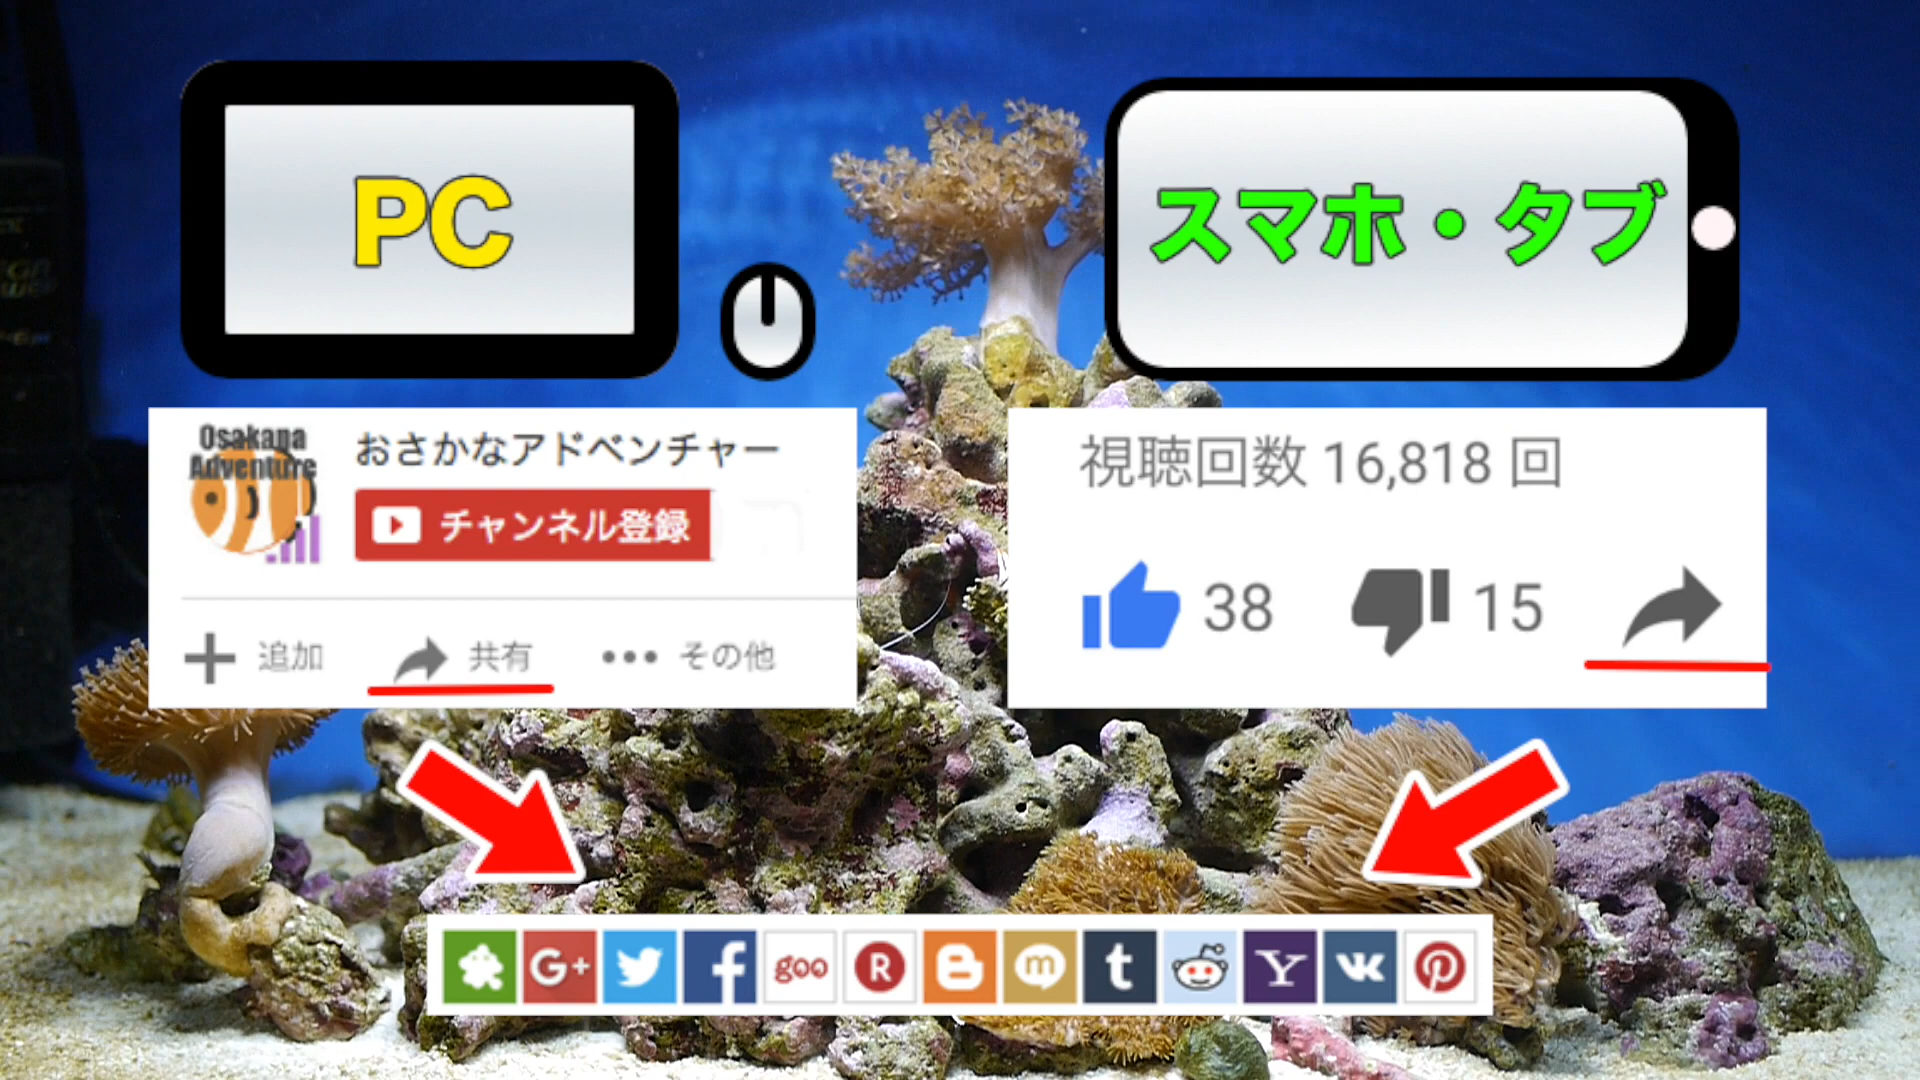 PC
スマホ・タブ
Osakana
Adventure
おさかなアドベンチャー
チャンネル登録
追加
共有
その他
視聴回数 16,818 回
38
15
G+
f
goo
R
B
m
t
Y
VK
P